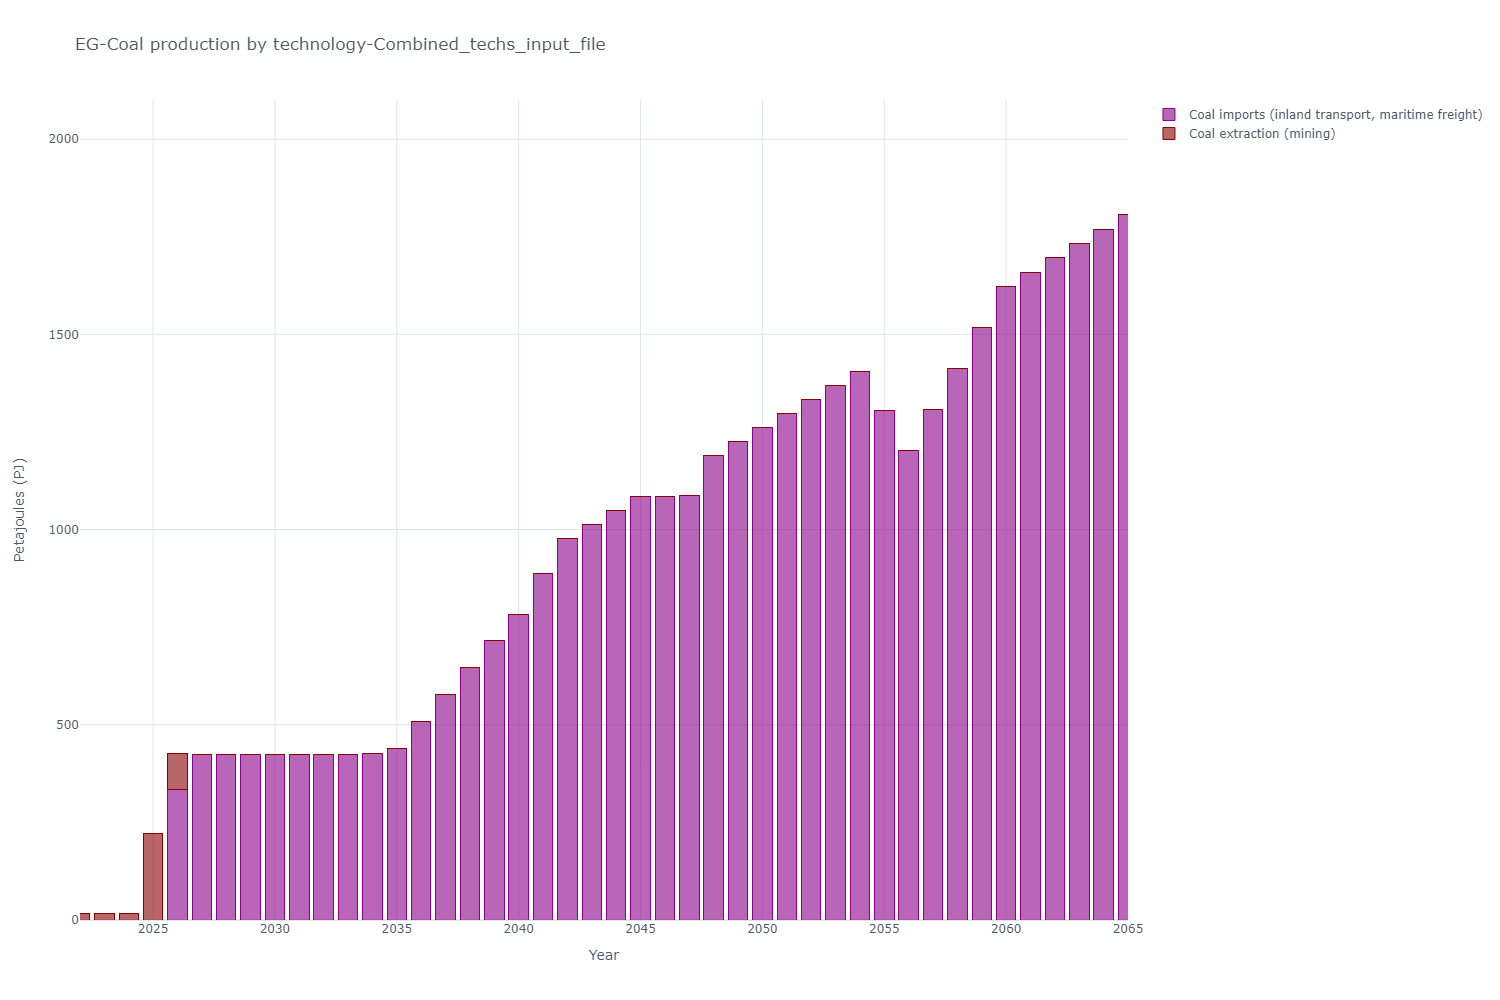 EG-Coal production by technology-Combined_techs_input_file
Coal imports (inland transport, maritime freight)
Coal extraction (mining)
2000
1500
1000
500
0
Petajoules (PJ)
2025 2030 2035 2040 2045 2050 2055 2060 2065
Year